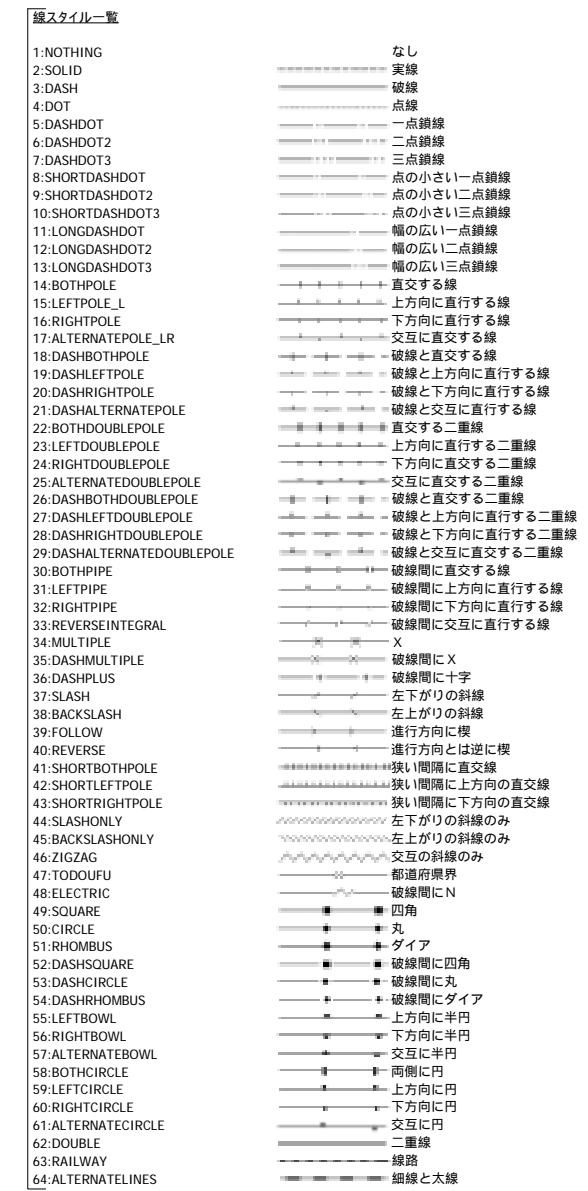 線スタイル一覧
1:NOTHING なし
2:SOLID 実線
3:DASH 破線
4:DOT 点線
5:DASHDOT 一点鎖線
6:DASHDOT2 二点鎖線
7:DASHDOT3 三点鎖線
8:SHORTDASHDOT 点の小さい一点鎖線
9:SHORTDASHDOT2 点の小さい二点鎖線
10:SHORTDASHDOT3 点の小さい三点鎖線
11:LONGDASHDOT 幅の広い一点鎖線
12:LONGDASHDOT2 幅の広い二点鎖線
13:LONGDASHDOT3 幅の広い三点鎖線
14:BOTHPOLE 直交する線
15:LEFTPOLE_L 上方向に直行する線
16:RIGHTPOLE 下方向に直行する線
17:ALTERNATEPOLE_LR 交互に直交する線
18:DASHBOTHPOLE 破線と直交する線
19:DASHLEFTPOLE 破線と上方向に直行する線
20:DASHRIGHTPOLE 破線と下方向に直行する線
21:DASHALTERNATEPOLE 破線と交互に直行する線
22:BOTHDOUBLEPOLE 直交する二重線
23:LEFTDOUBLEPOLE 上方向に直行する二重線
24:RIGHTDOUBLEPOLE 下方向に直交する二重線
25:ALTERNATEDOUBLEPOLE 交互に直交する二重線
26:DASHBOTHDOUBLEPOLE 破線と直交する二重線
27:DASHLEFTDOUBLEPOLE 破線と上方向に直行する二重線
28:DASHRIGHTDOUBLEPOLE 破線と下方向に直行する二重線
29:DASHALTERNATEDOUBLEPOLE 破線と交互に直交する二重線
30:BOTHPIPE 破線間に直交する線
31:LEFTPIPE 破線間に上方向に直行する線
32:RIGHTPIPE 破線間に下方向に直行する線
33:REVERSEINTEGRAL 破線間に交互に直行する線
34:MULTIPLE X
35:DASHMULTIPLE 破線間にX
36:DASHPLUS 破線間に十字
37:SLASH 左下がりの斜線
38:BACKSLASH 左上がりの斜線
39:FOLLOW 進行方向に楔
40:REVERSE 進行方向とは逆に楔
41:SHORTBOTHPOLE 狭い間隔に直交線
42:SHORTLEFTPOLE 狭い間隔に上方向の直交線
43:SHORTRIGHTPOLE 狭い間隔に下方向の直交線
44:SLASHONLY 左下がりの斜線のみ
45:BACKSLASHONLY 左上がりの斜線のみ
46:ZIGZAG 交互の斜線のみ
47:TODOUFU 都道府県界
48:ELECTRIC 破線間にN
49:SQUARE 四角
50:CIRCLE 丸
51:RHOMBUS ダイア
52:DASHSQUARE 破線間に四角
53:DASHCIRCLE 破線間に丸
54:DASHRHOMBUS 破線間にダイア
55:LEFTBOWL 上方向に半円
56:RIGHTBOWL 下方向に半円
57:ALTERNATEBOWL 交互に半円
58:BOTHCIRCLE 両側に円
59:LEFTCIRCLE 上方向に円
60:RIGHTCIRCLE 下方向に円
61:ALTERNATECIRCLE 交互に円
62:DOUBLE 二重線
63:RAILWAY 線路
64:ALTERNATELINES 細線と太線